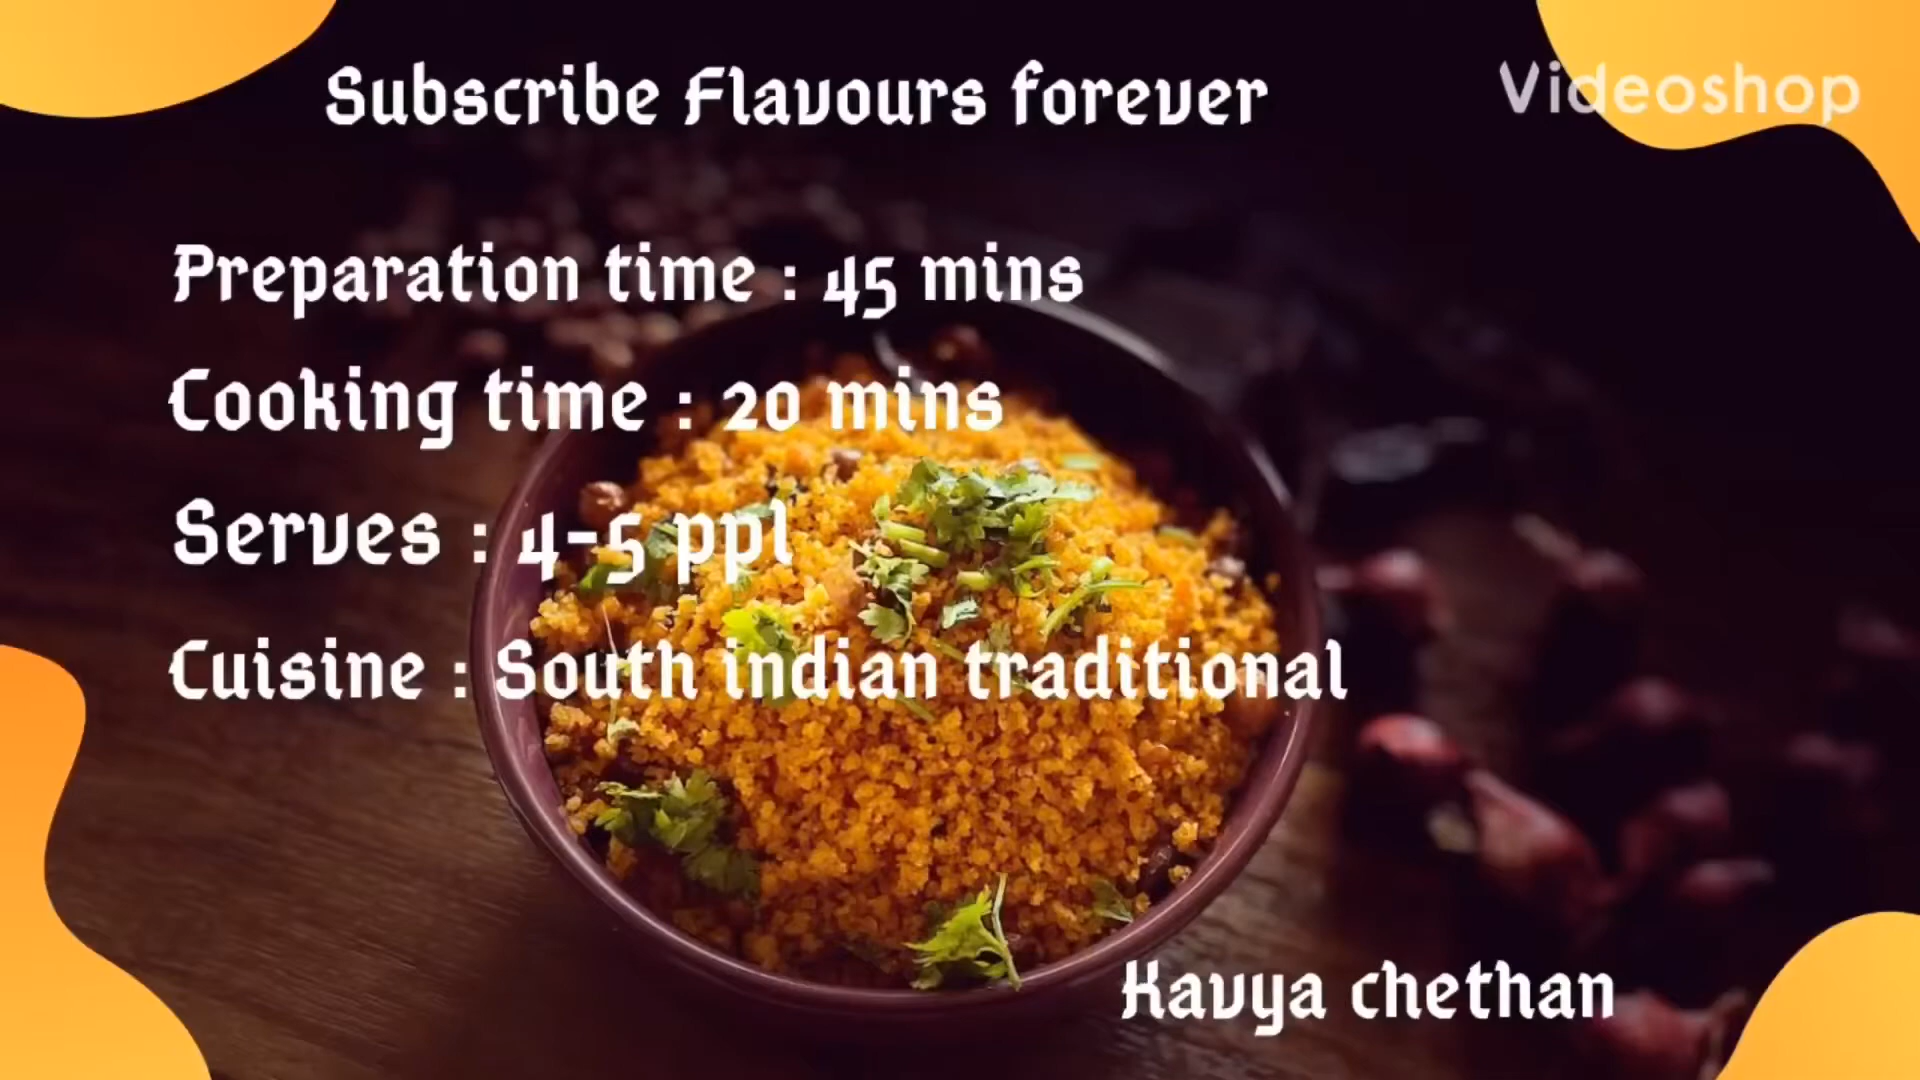 Subscribe Flavours forever
Videoshop
Preparation time : 45 mins
Cooking time : 20 mins
Serves : 4-5 ppl
Cuisine : South indian traditional
Kavya chethan